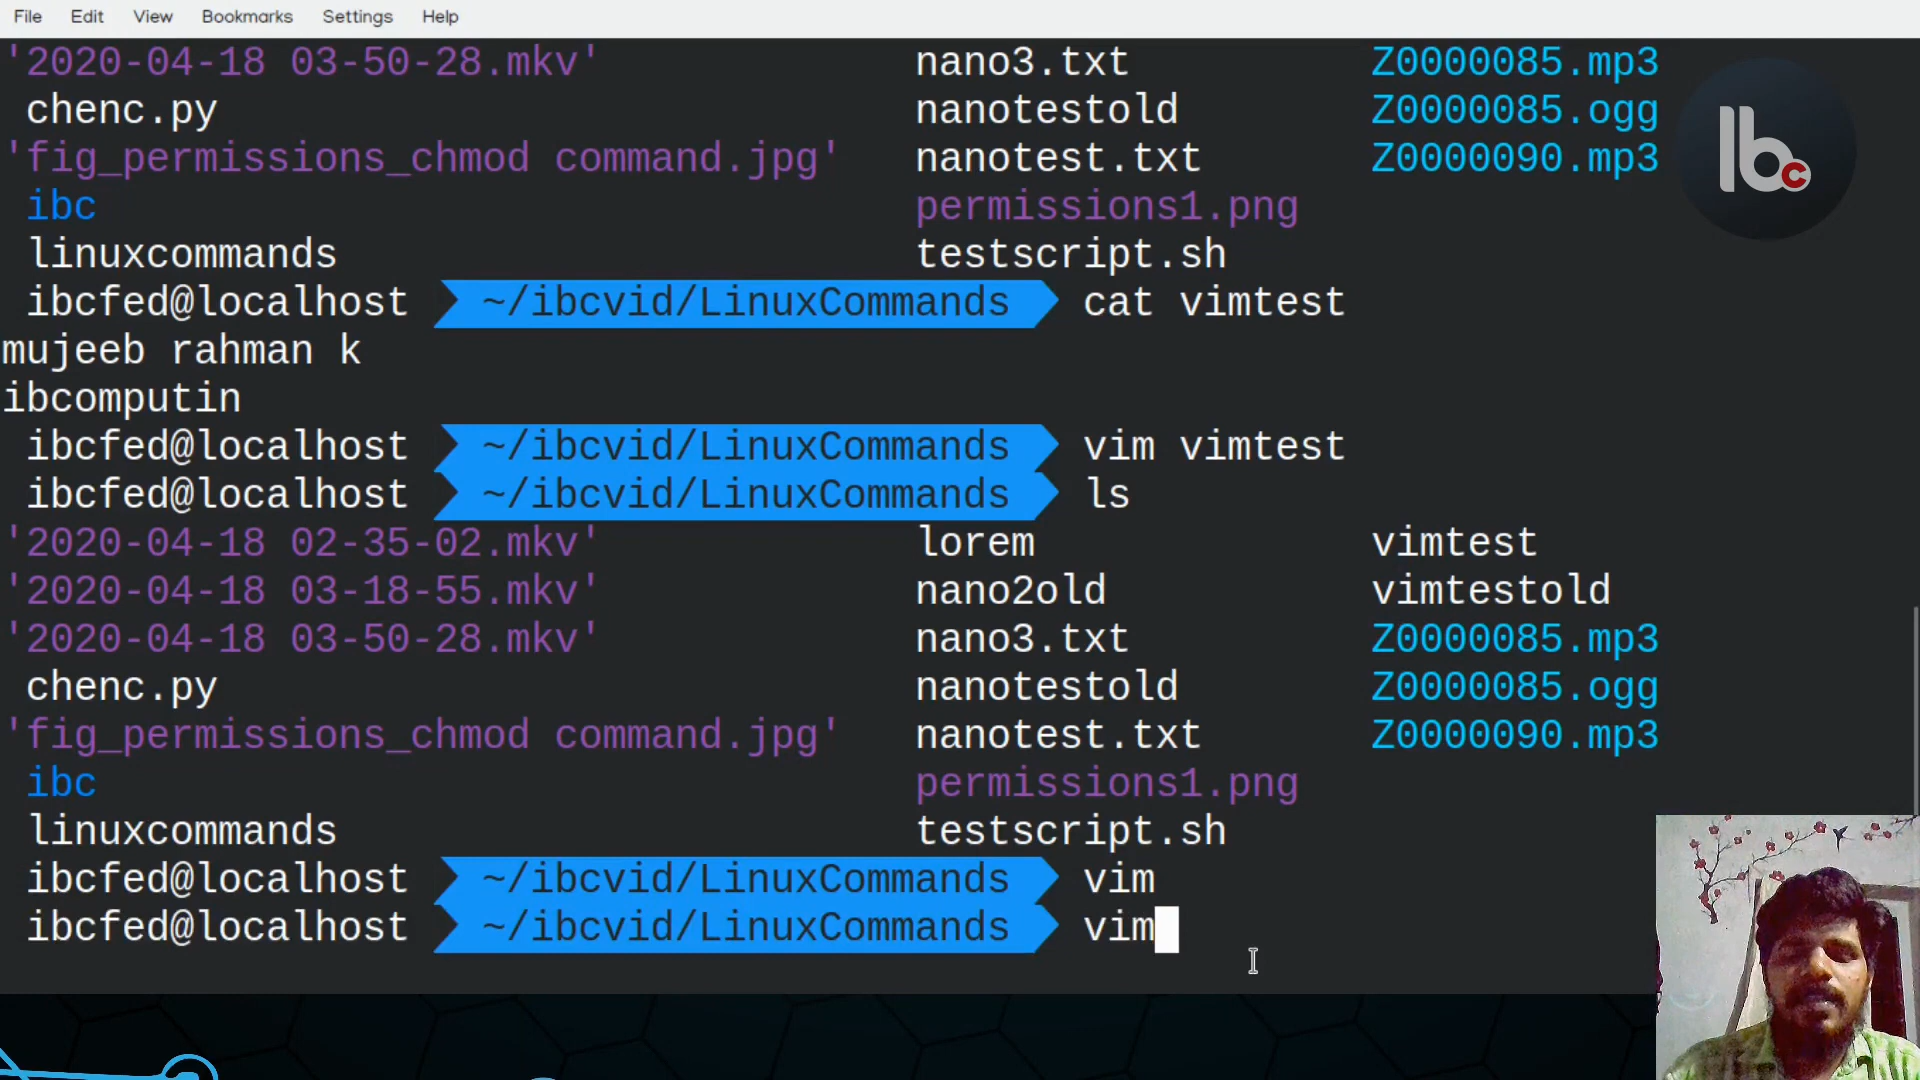 File Edit View Bookmarks Settings Help
'2020-04-18 03-50-28.mkv' nano3.txt Z0000085.mp3
chenc.py nanotestold Z0000085.ogg
'fig_permissions_chmod command.jpg' nanotest.txt Z0000090.mp3
ibc permissions1.png
linuxcommands testscript.sh
ibcfed@localhost ~/ibcvid/LinuxCommands cat vimtest
mujeeb rahman k
ibcomputin
ibcfed@localhost ~/ibcvid/LinuxCommands vim vimtest
ibcfed@localhost ~/ibcvid/LinuxCommands ls
'2020-04-18 02-35-02.mkv' lorem vimtest
'2020-04-18 03-18-55.mkv' nano2old vimtestold
'2020-04-18 03-50-28.mkv' nano3.txt Z0000085.mp3
chenc.py nanotestold Z0000085.ogg
'fig_permissions_chmod command.jpg' nanotest.txt Z0000090.mp3
ibc permissions1.png
linuxcommands testscript.sh
ibcfed@localhost ~/ibcvid/LinuxCommands vim
ibcfed@localhost ~/ibcvid/LinuxCommands vim
Ibc